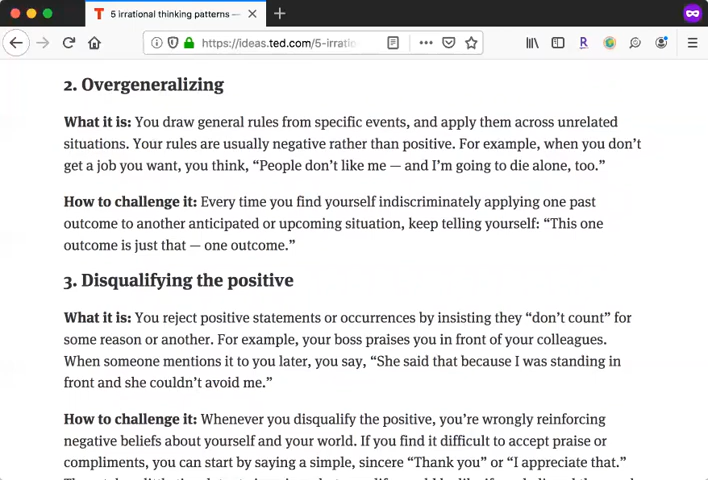 5 irrational thinking patterns —
https://ideas.ted.com/5-irratio
2. Overgeneralizing
What it is: You draw general rules from specific events, and apply them across unrelated
situations. Your rules are usually negative rather than positive. For example, when you don’t
get a job you want, you think, “People don’t like me — and I’m going to die alone, too.”
How to challenge it: Every time you find yourself indiscriminately applying one past
outcome to another anticipated or upcoming situation, keep telling yourself: “This one
outcome is just that — one outcome.”
3. Disqualifying the positive
What it is: You reject positive statements or occurrences by insisting they “don’t count” for
some reason or another. For example, your boss praises you in front of your colleagues.
When someone mentions it to you later, you say, “She said that because I was standing in
front and she couldn’t avoid me.”
How to challenge it: Whenever you disqualify the positive, you’re wrongly reinforcing
negative beliefs about yourself and your world. If you find it difficult to accept praise or
compliments, you can start by saying a simple, sincere “Thank you” or “I appreciate that.”